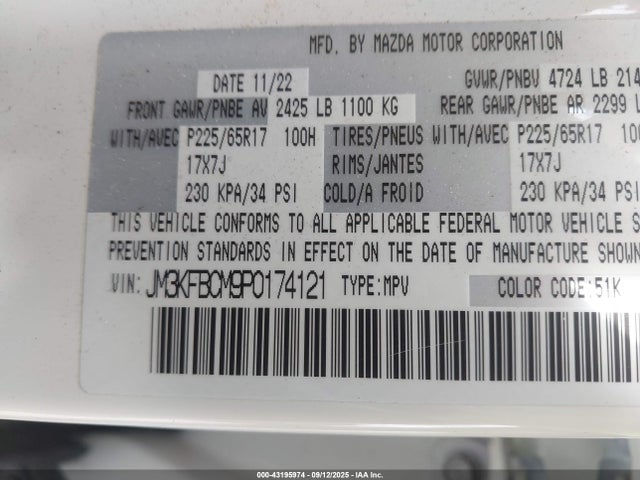 MFD. BY MAZDA MOTOR CORPORATION
DATE 11/22 GVWR/PNBV 4724 LB 214
FRONT GAWR/PNBE AV 2425 LB 1100 KG REAR GAWR/PNBE AR 2299
WITH/AVEC P225/65R17 100H TIRES/PNEUS WITH/AVEC P225/65R17 100
17X7J RIMS/JANTES 17X7J
230 KPA/34 PSI COLD/A FROID 230 KPA/34 PSI
THIS VEHICLE CONFORMS TO ALL APPLICABLE FEDERAL MOTOR VEHICLE S
PREVENTION STANDARDS IN EFFECT ON THE DATE OF MANUFACTURE SHOWN
VIN: JM3KFBCM9P0174121 TYPE:MPV COLOR CODE:51K
000-43195974 - 09/12/2025 - IAA Inc.